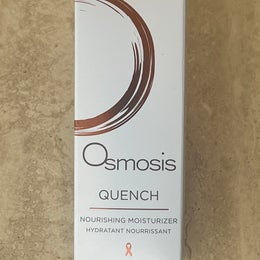 Osmosis
QUENCH
NOURISHING MOISTURIZER
HYDRATANT NOURRISSANT